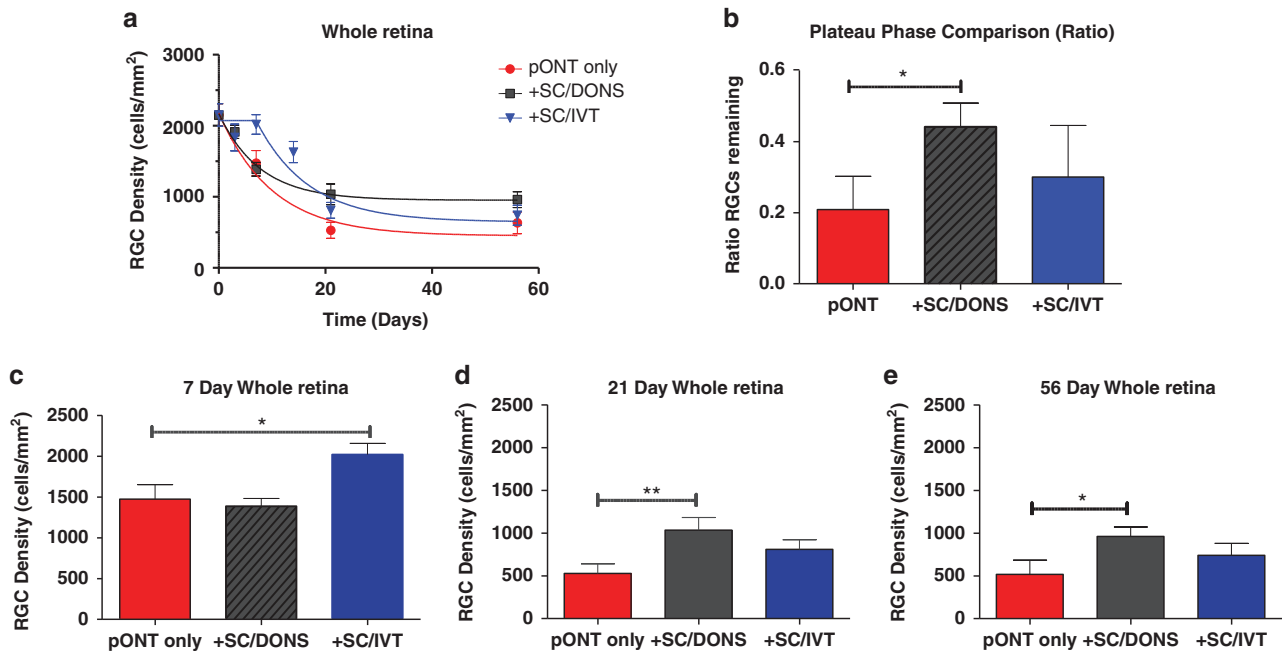 a
Whole retina
RGC Density (cells/mm²)
3000
2000
1000
0
0
20
40
60
Time (Days)
pONT only
+SC/DONS
+SC/IVT
b
Plateau Phase Comparison (Ratio)
Ratio RGCs remaining
0.6
0.4
0.2
0.0
*
pONT
+SC/DONS
+SC/IVT
c
7 Day Whole retina
RGC Density (cells/mm²)
2500
2000
1500
1000
500
0
*
pONT only
+SC/DONS
+SC/IVT
d
21 Day Whole retina
RGC Density (cells/mm²)
2500
2000
1500
1000
500
0
**
pONT only
+SC/DONS
+SC/IVT
e
56 Day Whole retina
RGC Density (cells/mm²)
2500
2000
1500
1000
500
0
*
pONT only
+SC/DONS
+SC/IVT